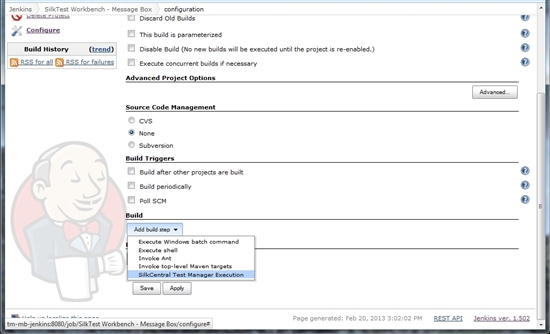 Jenkins SilkTest Workbench - Message Box configuration
Delete Project
Configure
Build History (trend)
RSS for all RSS for failures
Discard Old Builds
This build is parameterized
Disable Build (No new builds will be executed until the project is re-enabled.)
Execute concurrent builds if necessary
Advanced Project Options
Advanced...
Source Code Management
CVS
None
Subversion
Build Triggers
Build after other projects are built
Build periodically
Poll SCM
Build
Add build step
Execute Windows batch command
Execute shell
Invoke Ant
Invoke top-level Maven targets
SilkCentral Test Manager Execution
Save Apply
Help us localize this page
Page generated: Feb 20, 2013 3:02:02 PM REST API Jenkins ver. 1.502
tm-mb-jenkins:8080/job/SilkTest Workbench - Message Box/configure#